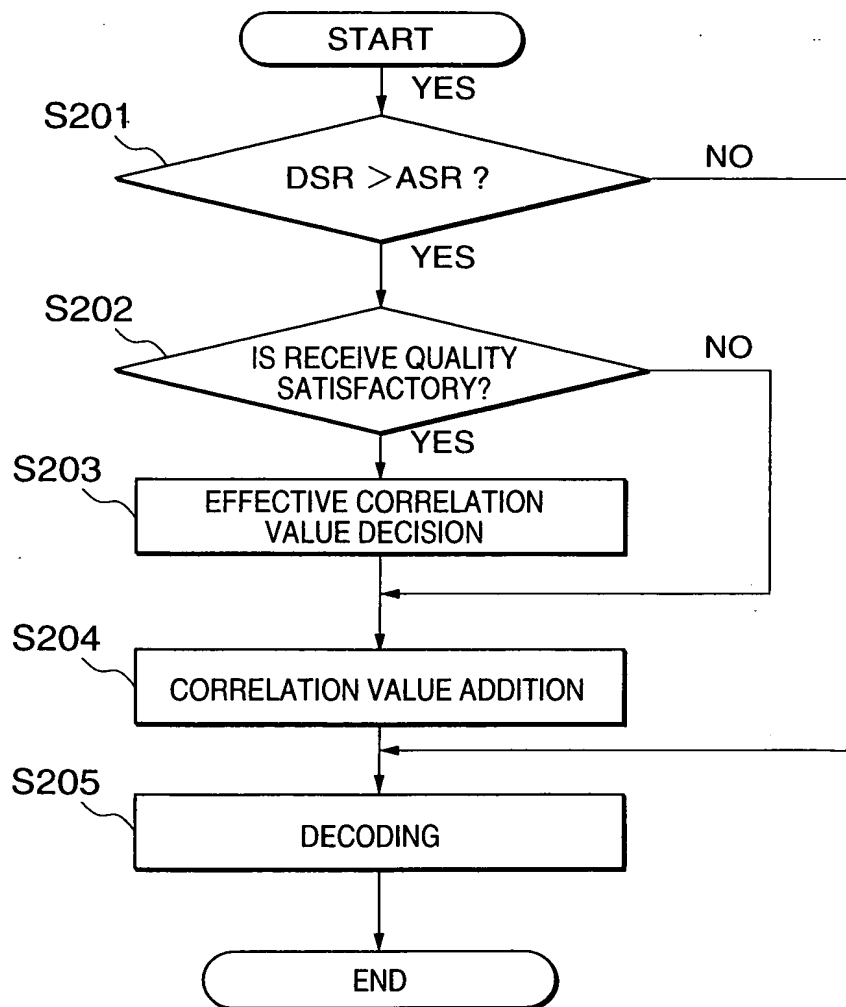 START
YES
S201
DSR >ASR ?
NO
YES
S202
IS RECEIVE QUALITY
SATISFACTORY?
NO
YES
S203
EFFECTIVE CORRELATION
VALUE DECISION
S204
CORRELATION VALUE ADDITION
S205
DECODING
END